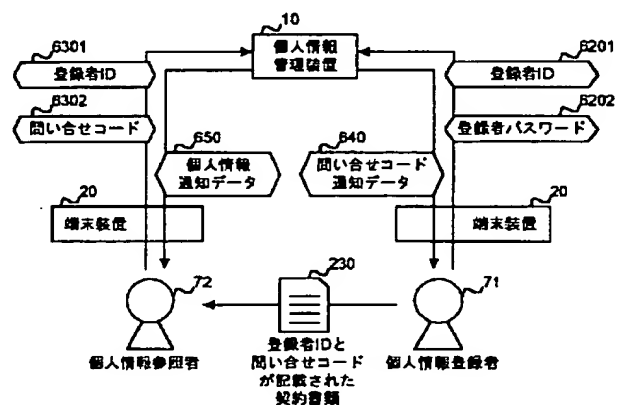 10
個人情報
管理装置
6301
登録者ID
6302
問い合せコード
650
個人情報
通知データ
640
問い合せコード
通知データ
6201
登録者ID
6202
登録者パスワード
20
端末装置
20
端末装置
72
個人情報参照者
230
登録者IDと
問い合せコード
が記載された
契約書類
71
個人情報登録者